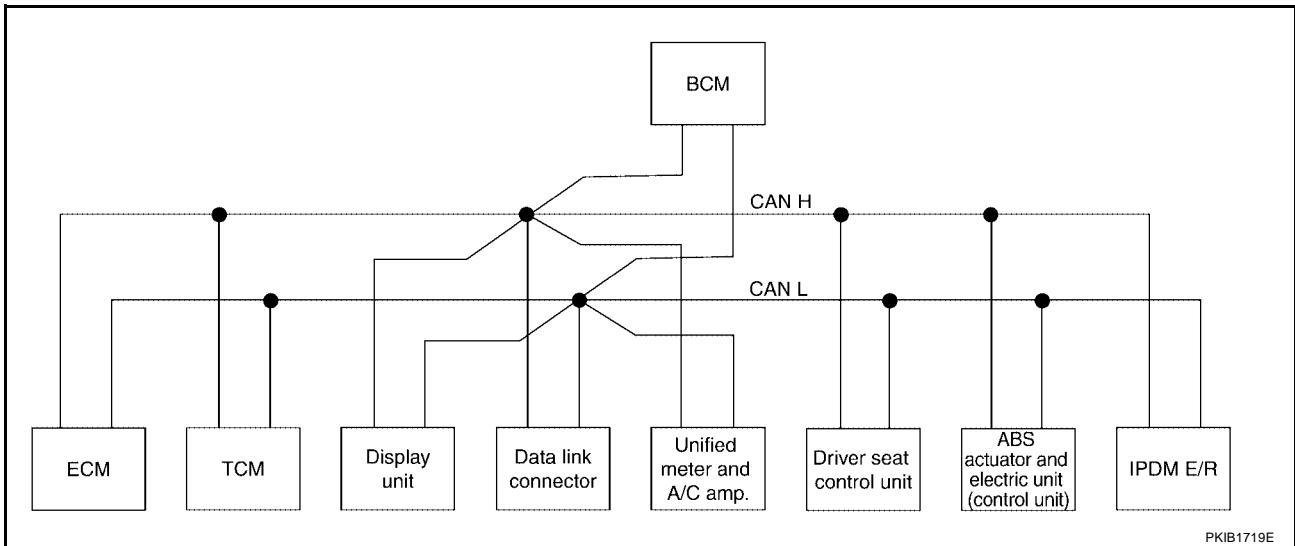 BCM
CAN H
CAN L
ECM
TCM
Display
unit
Data link
connector
Unified
meter and
A/C amp.
Driver seat
control unit
ABS
actuator and
electric unit
(control unit)
IPDM E/R
PKIB1719E